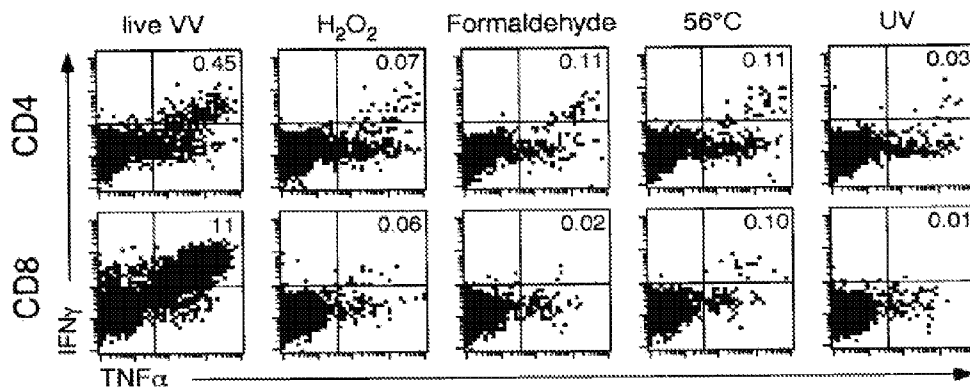 live VV H₂O₂ Formaldehyde 56°C UV
CD4 0.45 0.07 0.11 0.11 0.03
CD8 11 0.06 0.02 0.10 0.01
IFNγ
TNFα